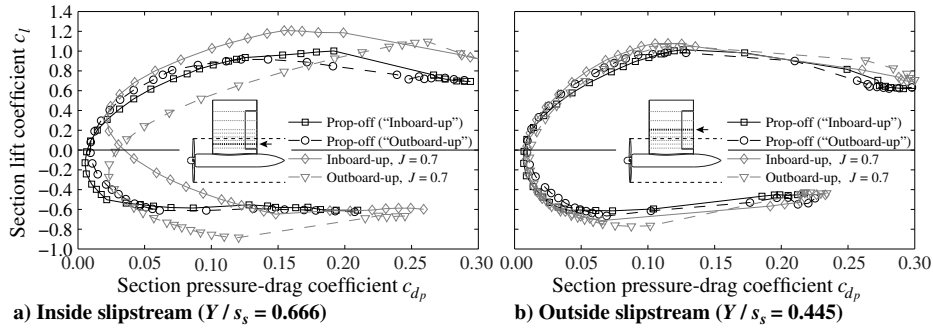 Section lift coefficient c_l
1.4
1.2
1.0
0.8
0.6
0.4
0.2
0
−0.2
−0.4
−0.6
−0.8
−1.0
Prop-off (“Inboard-up”)
Prop-off (“Outboard-up”)
Inboard-up, J = 0.7
Outboard-up, J = 0.7
0.00 0.05 0.10 0.15 0.20 0.25 0.30
Section pressure-drag coefficient c_{d_p}
a) Inside slipstream (Y / s_s = 0.666)
Prop-off (“Inboard-up”)
Prop-off (“Outboard-up”)
Inboard-up, J = 0.7
Outboard-up, J = 0.7
0.00 0.05 0.10 0.15 0.20 0.25 0.30
Section pressure-drag coefficient c_{d_p}
b) Outside slipstream (Y / s_s = 0.445)